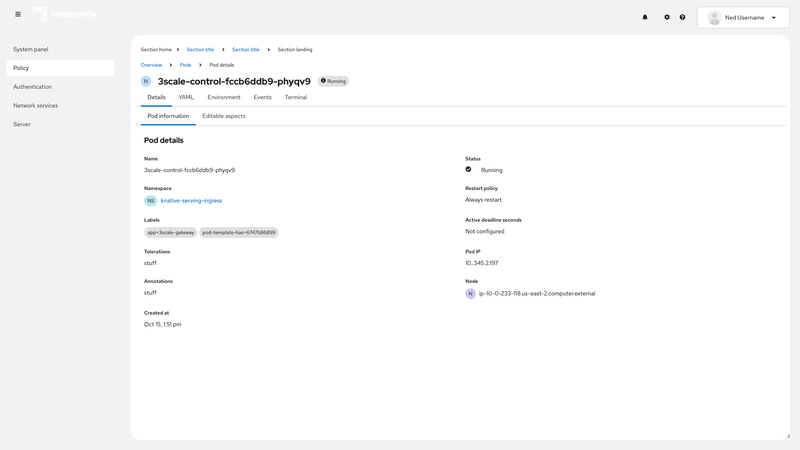 PatternFly
Ned Username
System panel
Policy
Authentication
Network services
Server
Section home Section title Section title Section landing
Overview Pods Pod details
N 3scale-control-fccb6ddb9-phyqv9 Running
Details YAML Environment Events Terminal
Pod information Editable aspects
Pod details
Name
3scale-control-fccb6ddb9-phyqv9
Namespace
NS knative-serving-ingress
Labels
app=3scale-gateway pod-template-has=6747686899
Tolerations
stuff
Annotations
stuff
Created at
Oct 15, 1:51 pm
Status
Running
Restart policy
Always restart
Active deadline seconds
Not configured
Pod IP
10..345.2.197
Node
N ip-10-0-233-118.us-east-2.computer.external